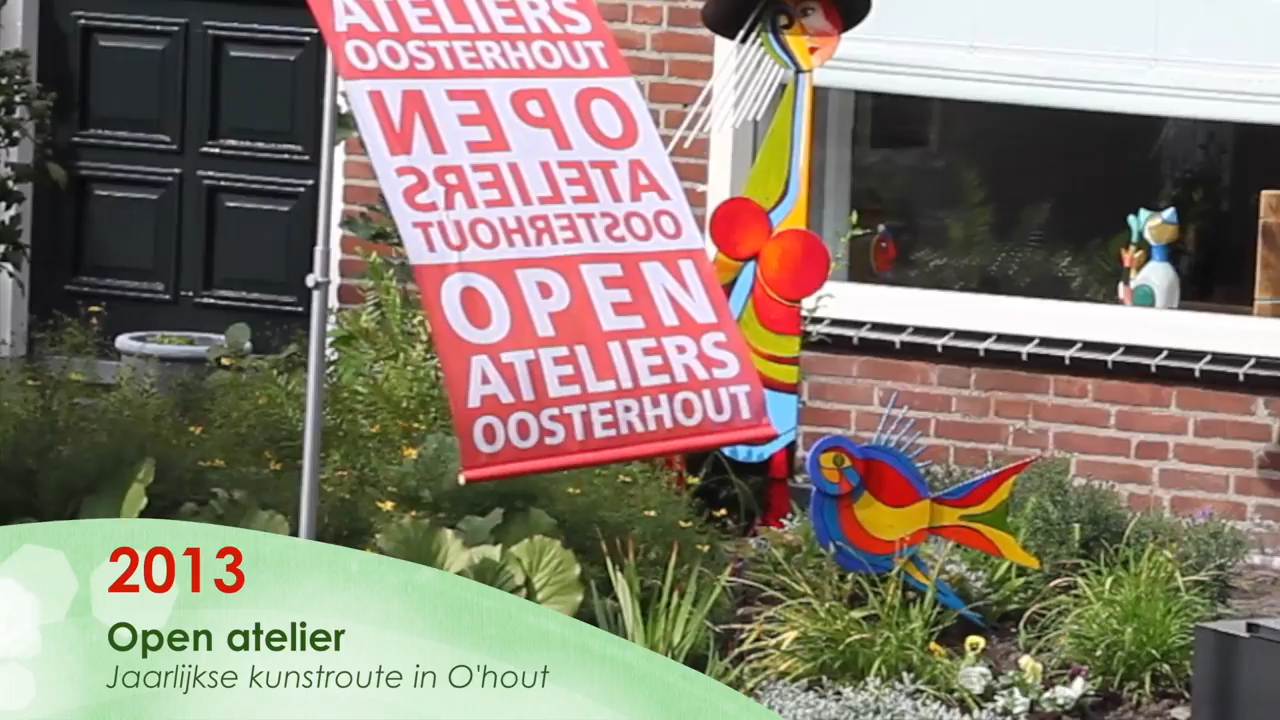 ATELIERS
OOSTERHOUT
OPEN
ATELIERS
OOSTERHOUT
OPEN
ATELIERS
OOSTERHOUT
2013
Open atelier
Jaarlijkse kunstroute in O'hout